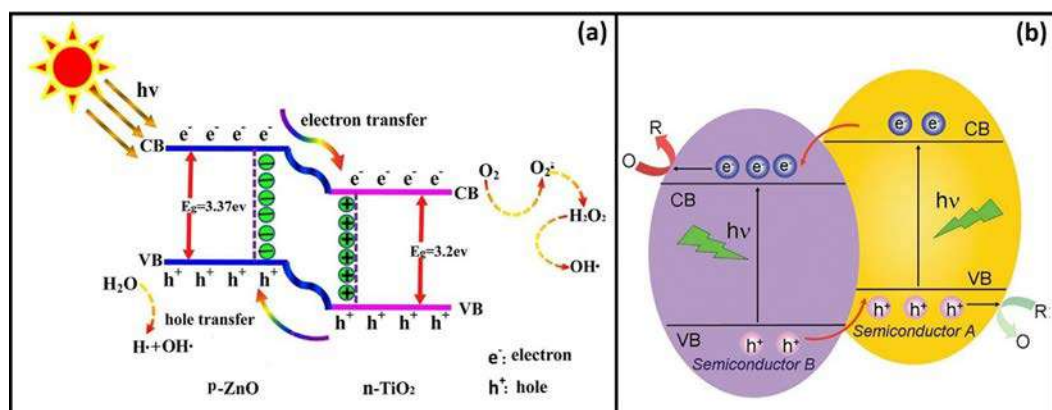 (a)
hν
e⁻ e⁻ e⁻ e⁻
electron transfer
CB
e⁻ e⁻ e⁻ e⁻
CB
O₂
O₂⁻
H₂O₂
OH·
Eg=3.37ev
Eg=3.2ev
VB
h⁺ h⁺ h⁺ h⁺
H₂O
VB
hole transfer
h⁺ h⁺ h⁺ h⁺
H·+OH·
e⁻: electron
p-ZnO
n-TiO₂
h⁺: hole
(b)
e⁻ e⁻
CB
R
O
e⁻ e⁻ e⁻
CB
hν
hν
VB
h⁺ h⁺ h⁺
R
Semiconductor A
VB
h⁺ h⁺
O
Semiconductor B